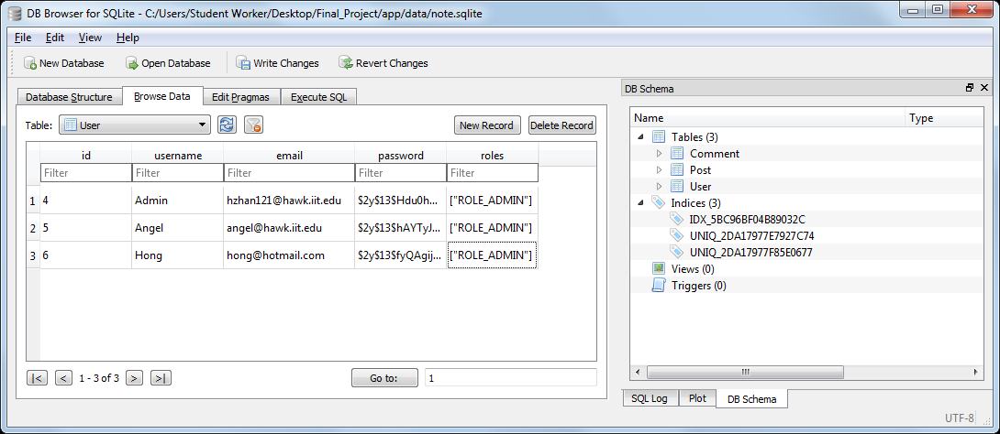 DB Browser for SQLite - C:/Users/Student Worker/Desktop/Final_Project/app/data/note.sqlite
File Edit View Help
New Database Open Database Write Changes Revert Changes
Database Structure Browse Data Edit Pragmas Execute SQL
Table: User New Record Delete Record
id username email password roles
Filter Filter Filter Filter Filter
1 4 Admin hzhan121@hawk.iit.edu $2y$13$Hdu0h... ["ROLE_ADMIN"]
2 5 Angel angel@hawk.iit.edu $2y$13$hAYTyJ... ["ROLE_ADMIN"]
3 6 Hong hong@hotmail.com $2y$13$fyQAgij... ["ROLE_ADMIN"]
|< < 1 - 3 of 3 > >| Go to: 1
DB Schema
Name Type
Tables (3)
Comment
Post
User
Indices (3)
IDX_5BC96BF04B89032C
UNIQ_2DA17977E7927C74
UNIQ_2DA17977F85E0677
Views (0)
Triggers (0)
SQL Log Plot DB Schema
UTF-8